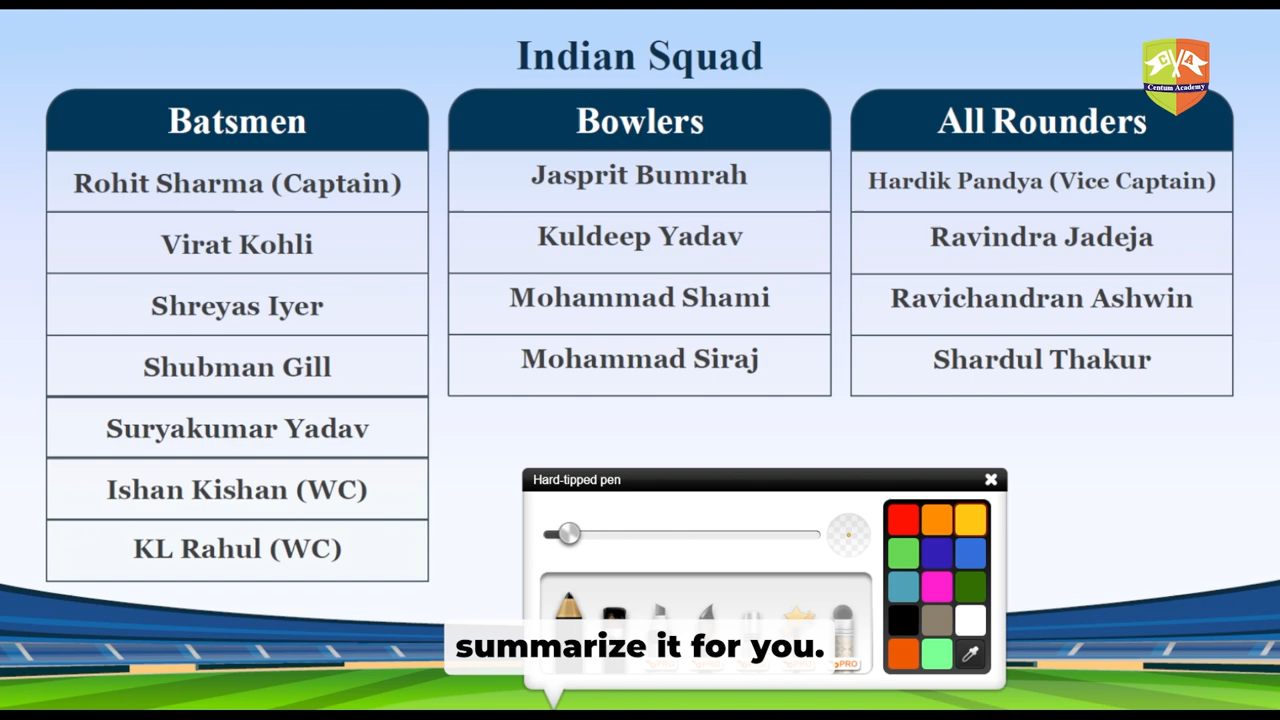 Indian Squad
C A
Centum Academy
Batsmen
Rohit Sharma (Captain)
Virat Kohli
Shreyas Iyer
Shubman Gill
Suryakumar Yadav
Ishan Kishan (WC)
KL Rahul (WC)
Bowlers
Jasprit Bumrah
Kuldeep Yadav
Mohammad Shami
Mohammad Siraj
All Rounders
Hardik Pandya (Vice Captain)
Ravindra Jadeja
Ravichandran Ashwin
Shardul Thakur
Hard-tipped pen
summarize it for you.
PRO